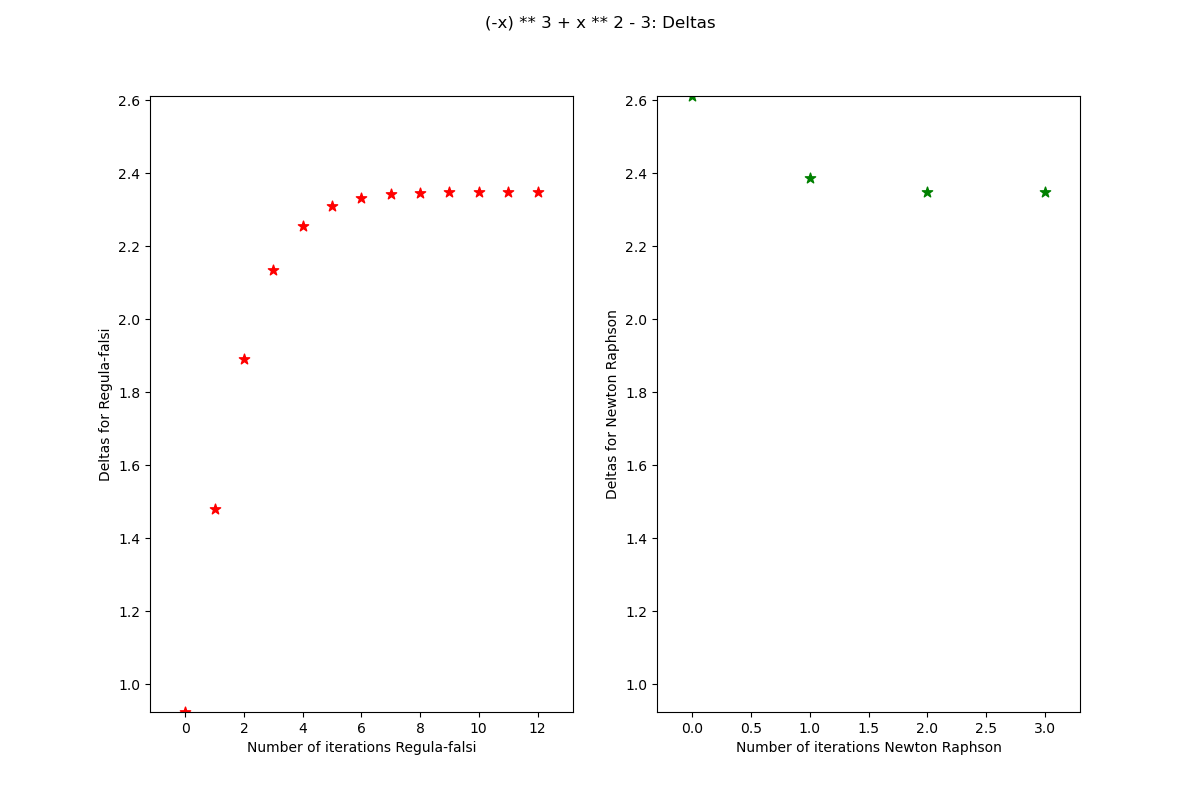 (-x) ** 3 + x ** 2 - 3: Deltas
Deltas for Regula-falsi
2.6
2.4
2.2
2.0
1.8
1.6
1.4
1.2
1.0
0 2 4 6 8 10 12
Number of iterations Regula-falsi
Deltas for Newton Raphson
2.6
2.4
2.2
2.0
1.8
1.6
1.4
1.2
1.0
0.0 0.5 1.0 1.5 2.0 2.5 3.0
Number of iterations Newton Raphson